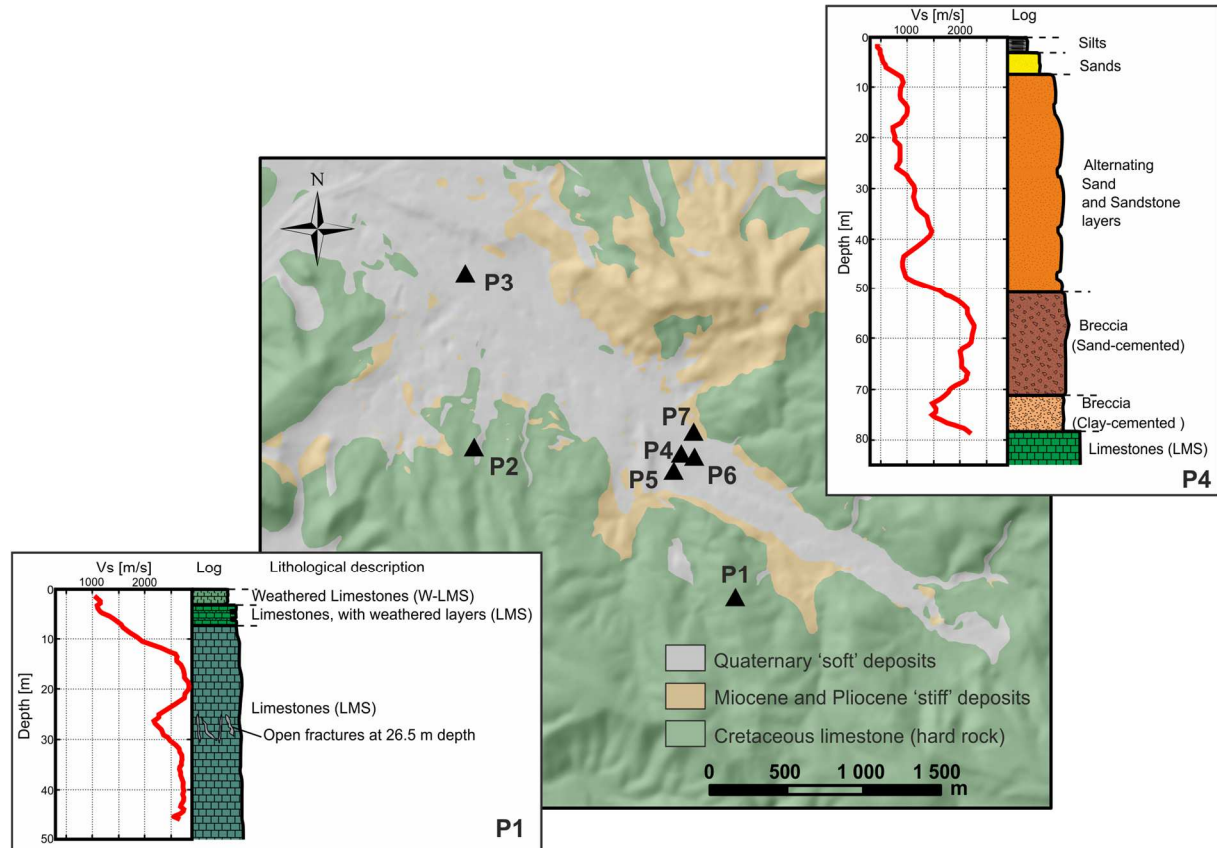 Vs [m/s] Log
1000 2000
0
10
20
30
40
50
60
70
80
Depth [m]
Silts
Sands
Alternating
Sand
and Sandstone
layers
Breccia
(Sand-cemented)
Breccia
(Clay-cemented )
Limestones (LMS)
P4
N
P3
P2
P7
P4
P6
P5
P1
Quaternary ‘soft’ deposits
Miocene and Pliocene ‘stiff’ deposits
Cretaceous limestone (hard rock)
0 500 1 000 1 500
m
Vs [m/s] Log Lithological description
1000 2000
0
10
20
30
40
50
Depth [m]
Weathered Limestones (W-LMS)
Limestones, with weathered layers (LMS)
Limestones (LMS)
Open fractures at 26.5 m depth
P1